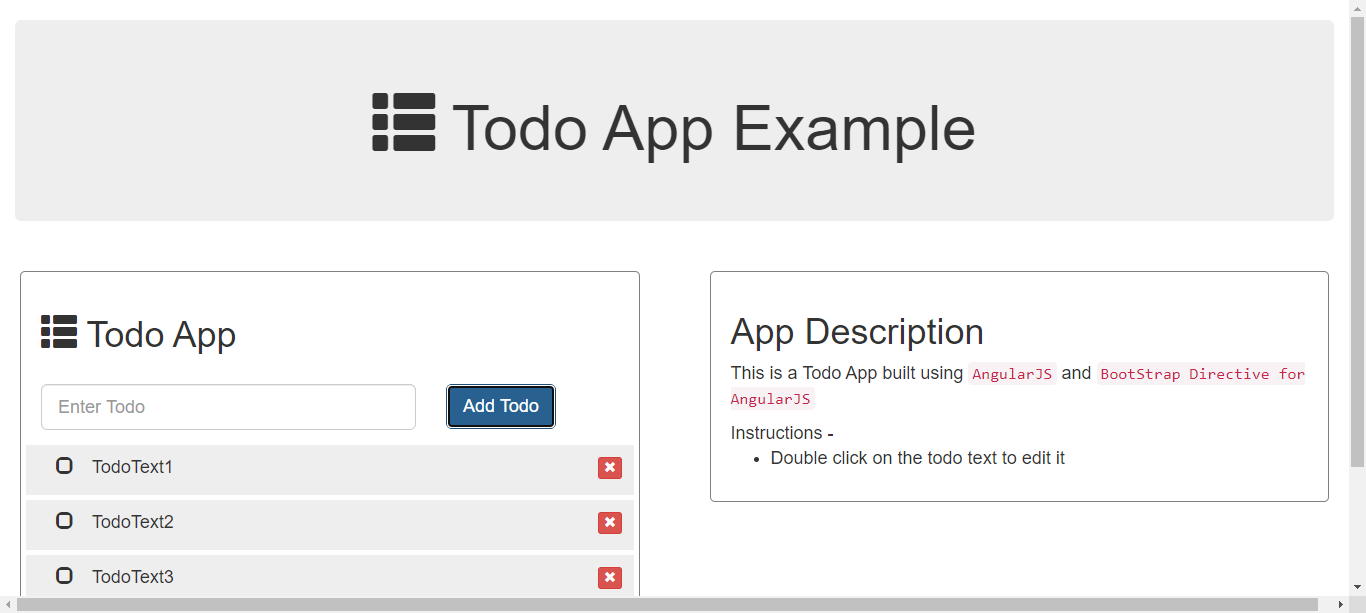 Todo App Example
Todo App
Enter Todo
Add Todo
TodoText1
TodoText2
TodoText3
App Description
This is a Todo App built using AngularJS and BootStrap Directive for
AngularJS
Instructions -
Double click on the todo text to edit it